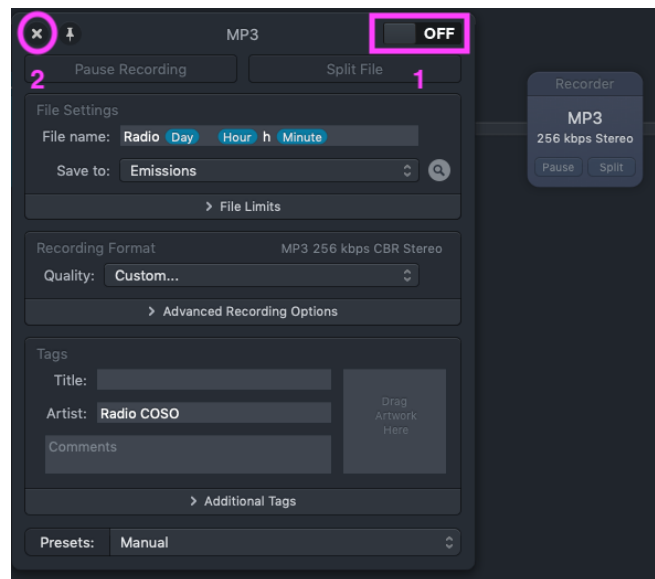 MP3
OFF
Pause Recording
Split File
2
1
File Settings
File name: Radio Day Hour h Minute
Save to: Emissions
> File Limits
Recording Format
MP3 256 kbps CBR Stereo
Quality: Custom...
> Advanced Recording Options
Tags
Title:
Artist: Radio COSO
Comments
Drag
Artwork
Here
> Additional Tags
Presets: Manual
Recorder
MP3
256 kbps Stereo
Pause
Split